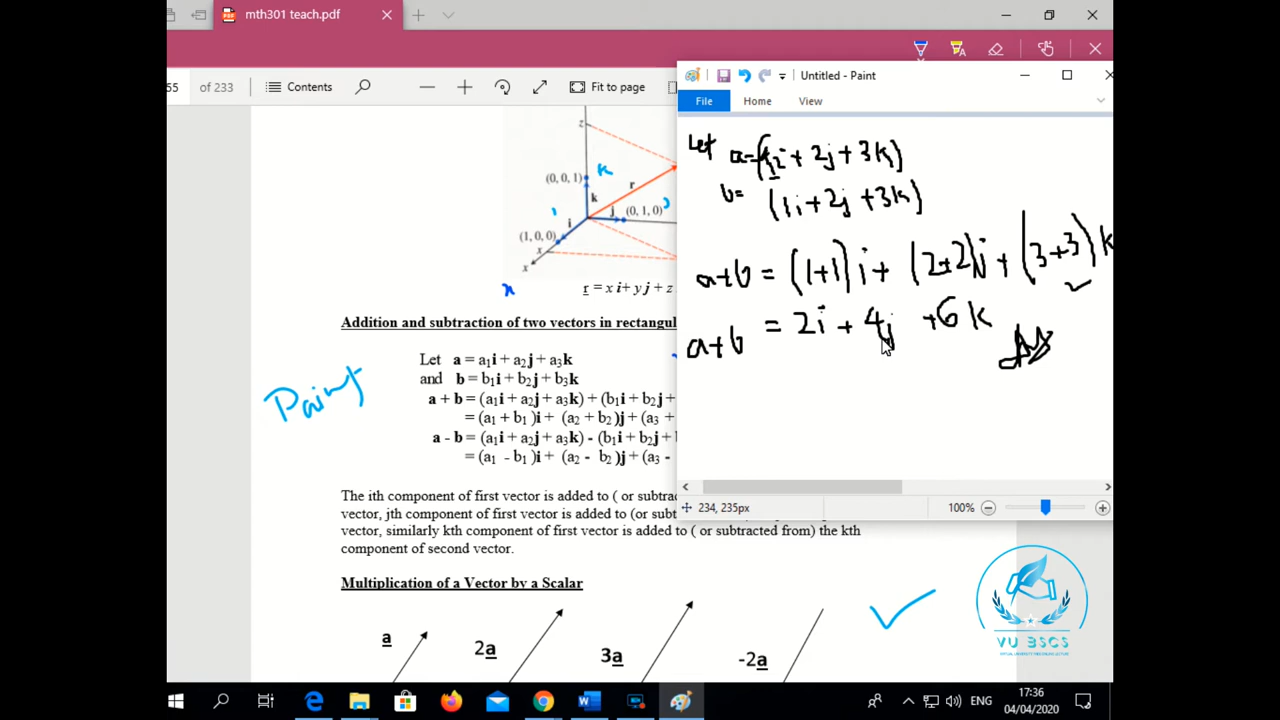 mth301 teach.pdf
55 of 233 Contents Fit to page
z
(0, 0, 1)
k
k
r
j
(0, 1, 0)
i
(1, 0, 0)
x
x
x
r = x i+ y j + z
Addition and subtraction of two vectors in rectangul
Let a = a₁i + a₂j + a₃k
and b = b₁i + b₂j + b₃k
a + b = (a₁i + a₂j + a₃k) + (b₁i + b₂j +
= (a₁ + b₁ )i + (a₂ + b₂ )j + (a₃ +
a - b = (a₁i + a₂j + a₃k) - (b₁i + b₂j +
= (a₁ - b₁ )i + (a₂ - b₂ )j + (a₃ -
Paint
The ith component of first vector is added to ( or subtra
vector, jth component of first vector is added to (or sub
vector, similarly kth component of first vector is added to ( or subtracted from) the kth
component of second vector.
Multiplication of a Vector by a Scalar
a 2a 3a -2a
Untitled - Paint
File Home View
Let a= i + 2j + 3k)
b= (1i + 2j + 3k)
a+b = (1+1)i + (2+2)j + (3+3)k
a+b = 2i + 4j + 6k
234, 235px 100%
VU BSCS
ENG
17:36
04/04/2020